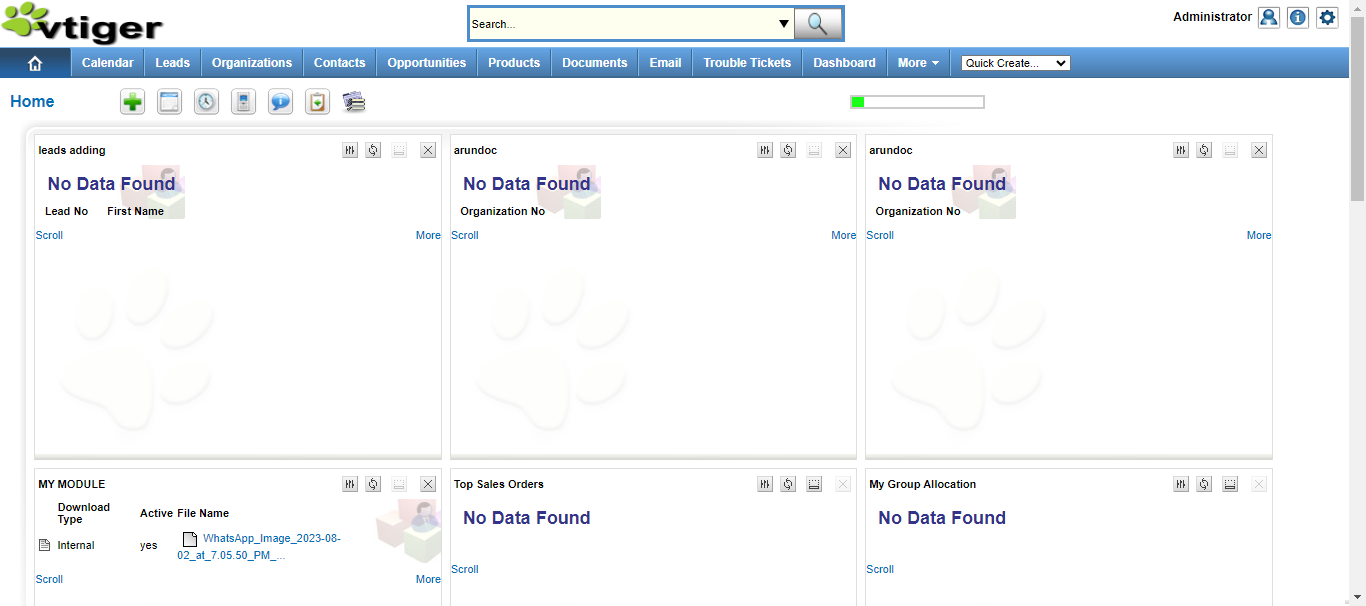 vtiger
Search...
Administrator
Calendar Leads Organizations Contacts Opportunities Products Documents Email Trouble Tickets Dashboard More Quick Create...
Home
leads adding
No Data Found
Lead No First Name
Scroll More
arundoc
No Data Found
Organization No
Scroll More
arundoc
No Data Found
Organization No
Scroll More
MY MODULE
Download Type Active File Name
Internal yes WhatsApp_Image_2023-08-
02_at_7.05.50_PM_...
Scroll More
Top Sales Orders
No Data Found
Scroll
My Group Allocation
No Data Found
Scroll